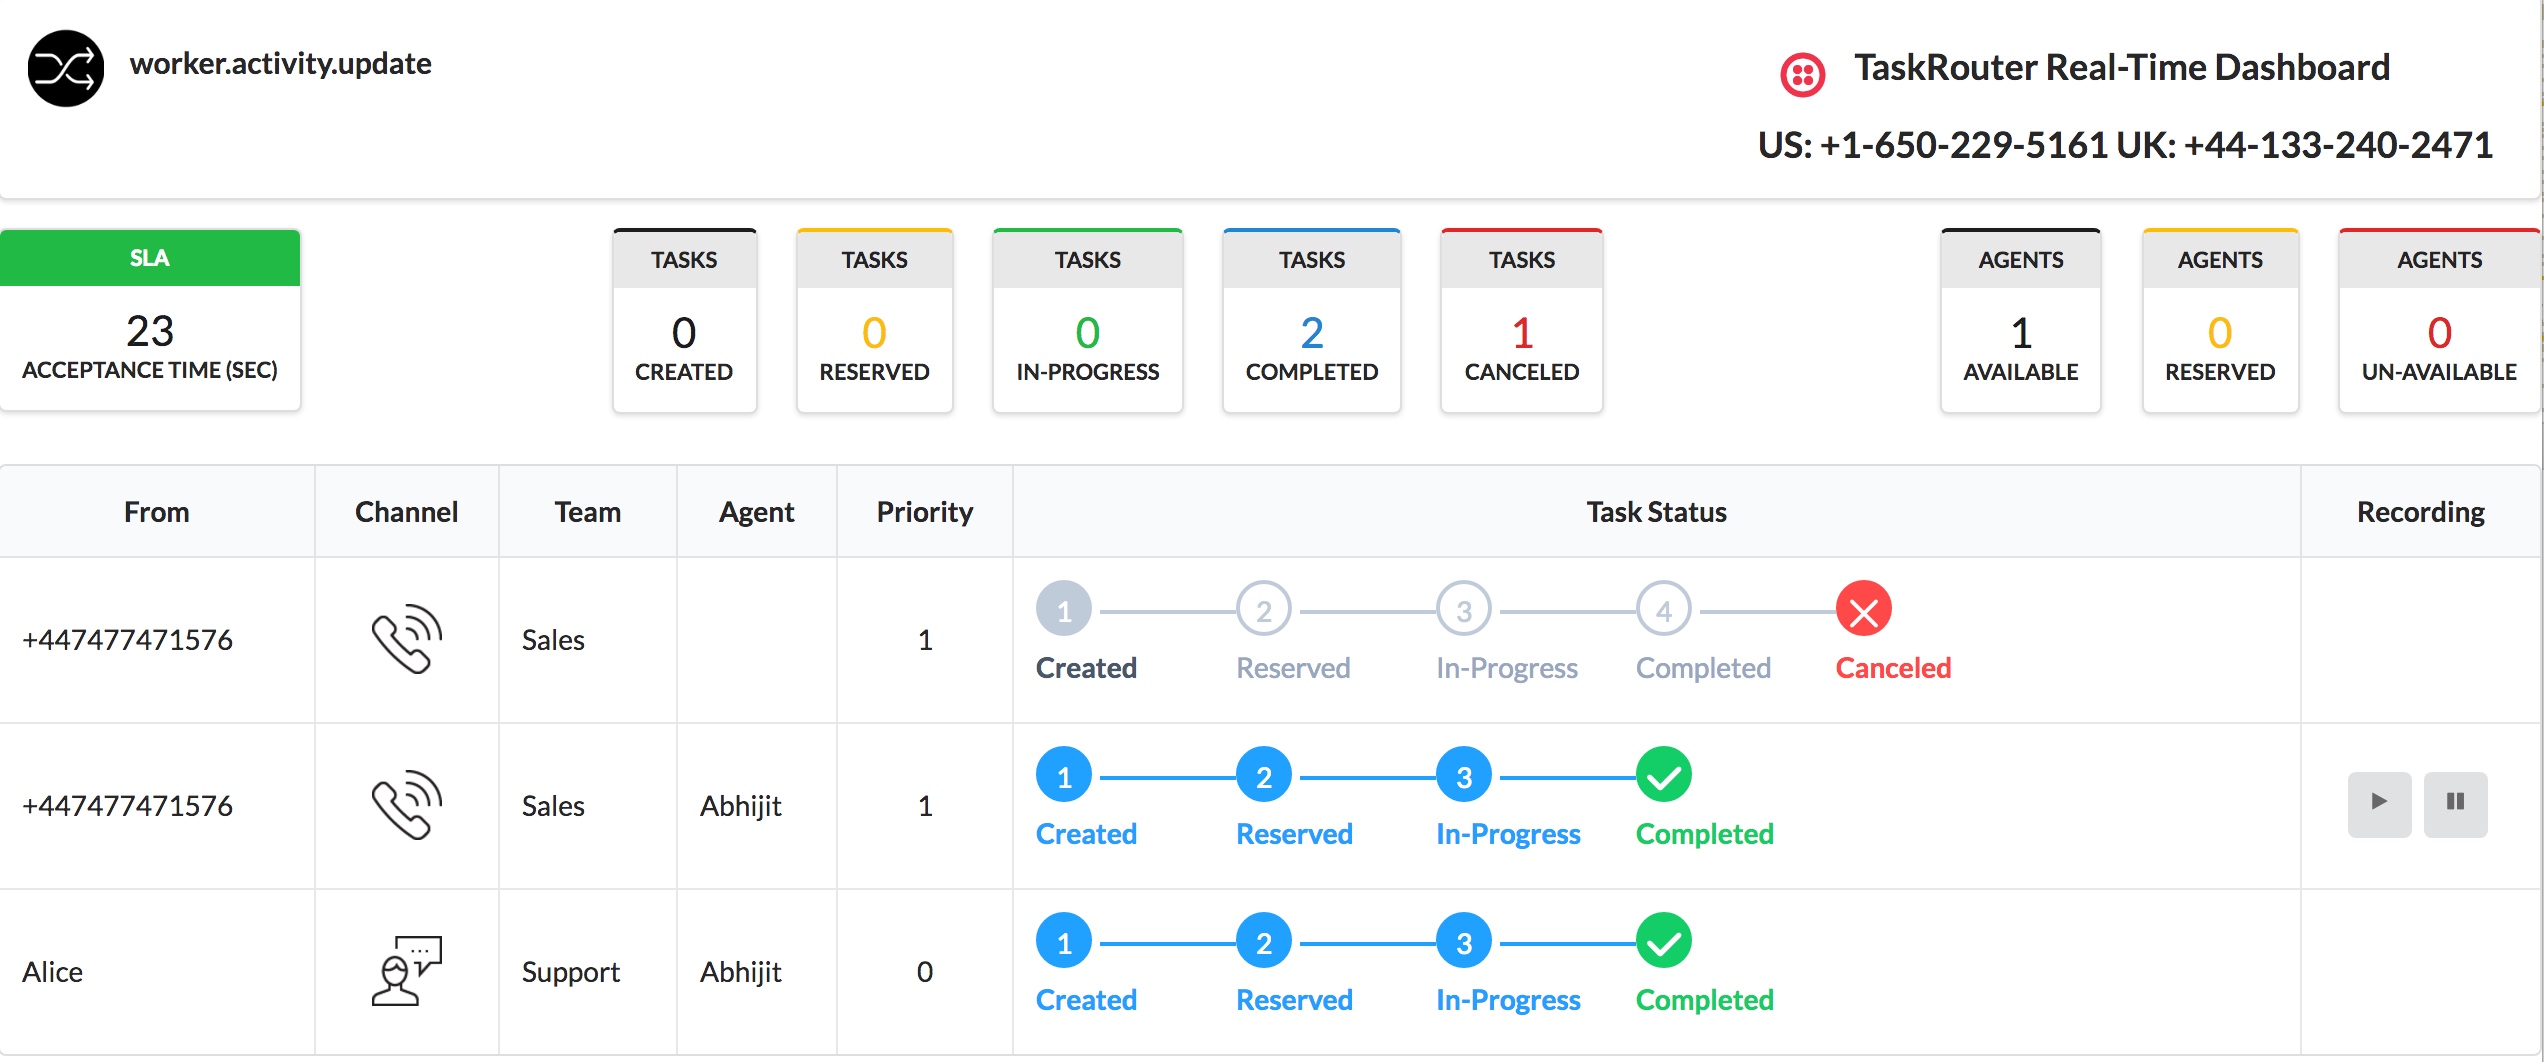 worker.activity.update
TaskRouter Real-Time Dashboard
US: +1-650-229-5161 UK: +44-133-240-2471
SLA
23
ACCEPTANCE TIME (SEC)
TASKS
0
CREATED
TASKS
0
RESERVED
TASKS
0
IN-PROGRESS
TASKS
2
COMPLETED
TASKS
1
CANCELED
AGENTS
1
AVAILABLE
AGENTS
0
RESERVED
AGENTS
0
UN-AVAILABLE
From Channel Team Agent Priority Task Status Recording
+447477471576 Sales 1
1 2 3 4
Created Reserved In-Progress Completed Canceled
+447477471576 Sales Abhijit 1
1 2 3
Created Reserved In-Progress Completed
Alice Support Abhijit 0
1 2 3
Created Reserved In-Progress Completed